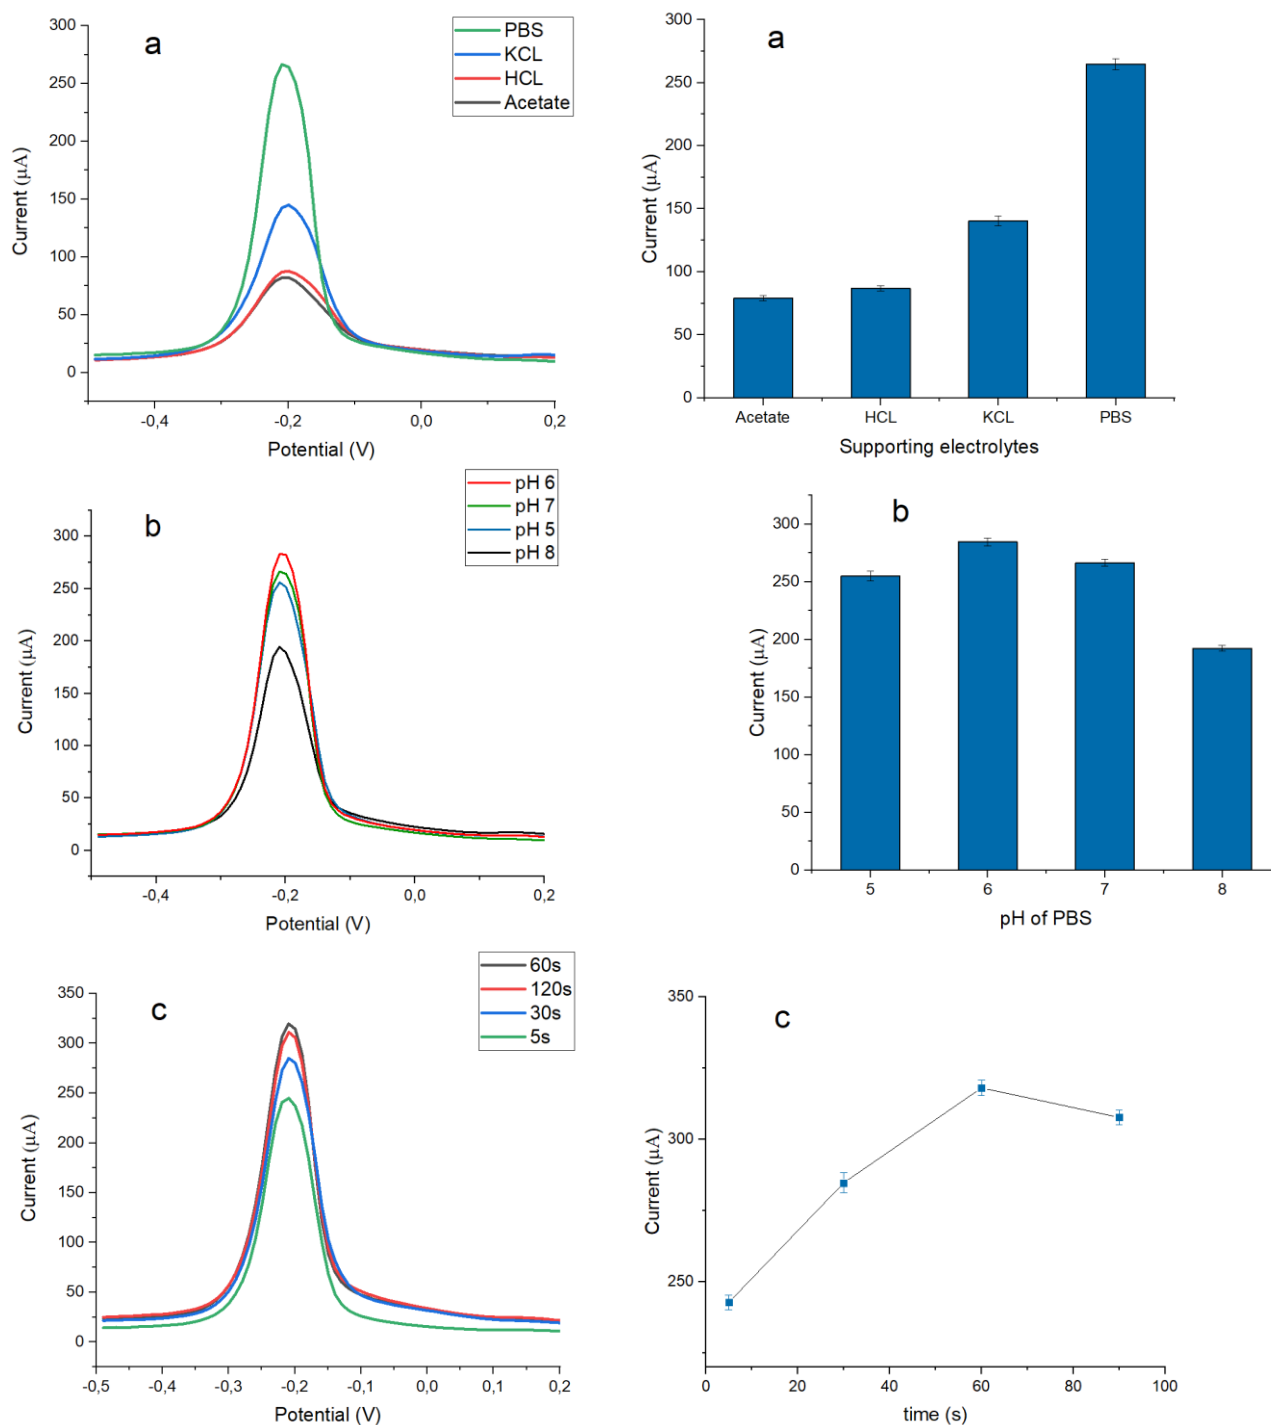 a
PBS
KCL
HCL
Acetate
300
250
200
150
100
50
0
Current (μA)
-0,4
-0,2
0,0
0,2
Potential (V)
a
300
250
200
150
100
50
0
Current (μA)
Acetate
HCL
KCL
PBS
Supporting electrolytes
b
pH 6
pH 7
pH 5
pH 8
300
250
200
150
100
50
0
Current (μA)
-0,4
-0,2
0,0
0,2
Potential (V)
b
300
250
200
150
100
50
0
Current (μA)
5
6
7
8
pH of PBS
c
60s
120s
30s
5s
350
300
250
200
150
100
50
0
Current (μA)
-0,5
-0,4
-0,3
-0,2
-0,1
0,0
0,1
0,2
Potential (V)
c
350
300
250
Current (μA)
0
20
40
60
80
100
time (s)